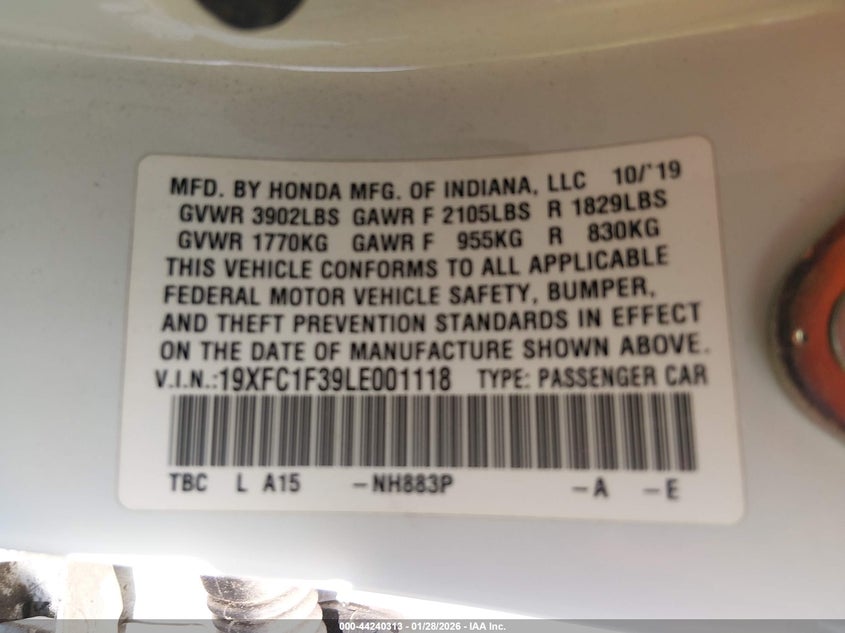 MFD. BY HONDA MFG. OF INDIANA, LLC 10/'19
GVWR 3902LBS GAWR F 2105LBS R 1829LBS
GVWR 1770KG GAWR F 955KG R 830KG
THIS VEHICLE CONFORMS TO ALL APPLICABLE
FEDERAL MOTOR VEHICLE SAFETY, BUMPER,
AND THEFT PREVENTION STANDARDS IN EFFECT
ON THE DATE OF MANUFACTURE SHOWN ABOVE.
V.I.N.:19XFC1F39LE001118 TYPE: PASSENGER CAR
TBC L A15 -NH883P -A -E
000-44240313 - 01/28/2026 - IAA Inc.